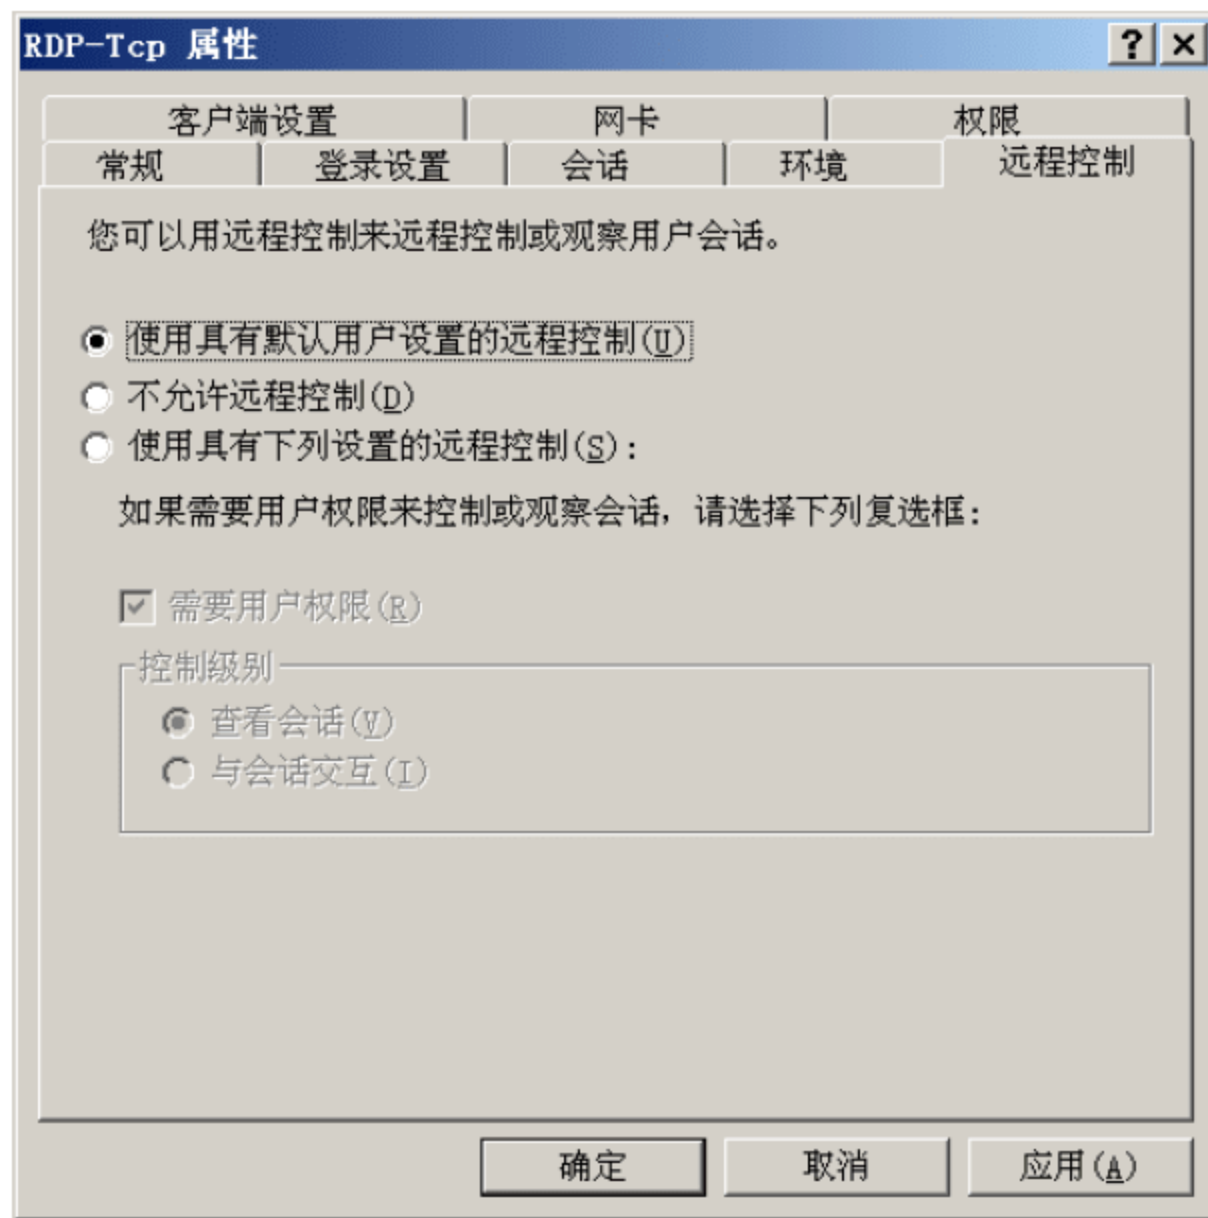 RDP-Tcp 属性
客户端设置 网卡 权限
常规 登录设置 会话 环境 远程控制
您可以用远程控制来远程控制或观察用户会话。
使用具有默认用户设置的远程控制(U)
不允许远程控制(D)
使用具有下列设置的远程控制(S):
如果需要用户权限来控制或观察会话，请选择下列复选框:
需要用户权限(R)
控制级别
查看会话(V)
与会话交互(I)
确定 取消 应用(A)